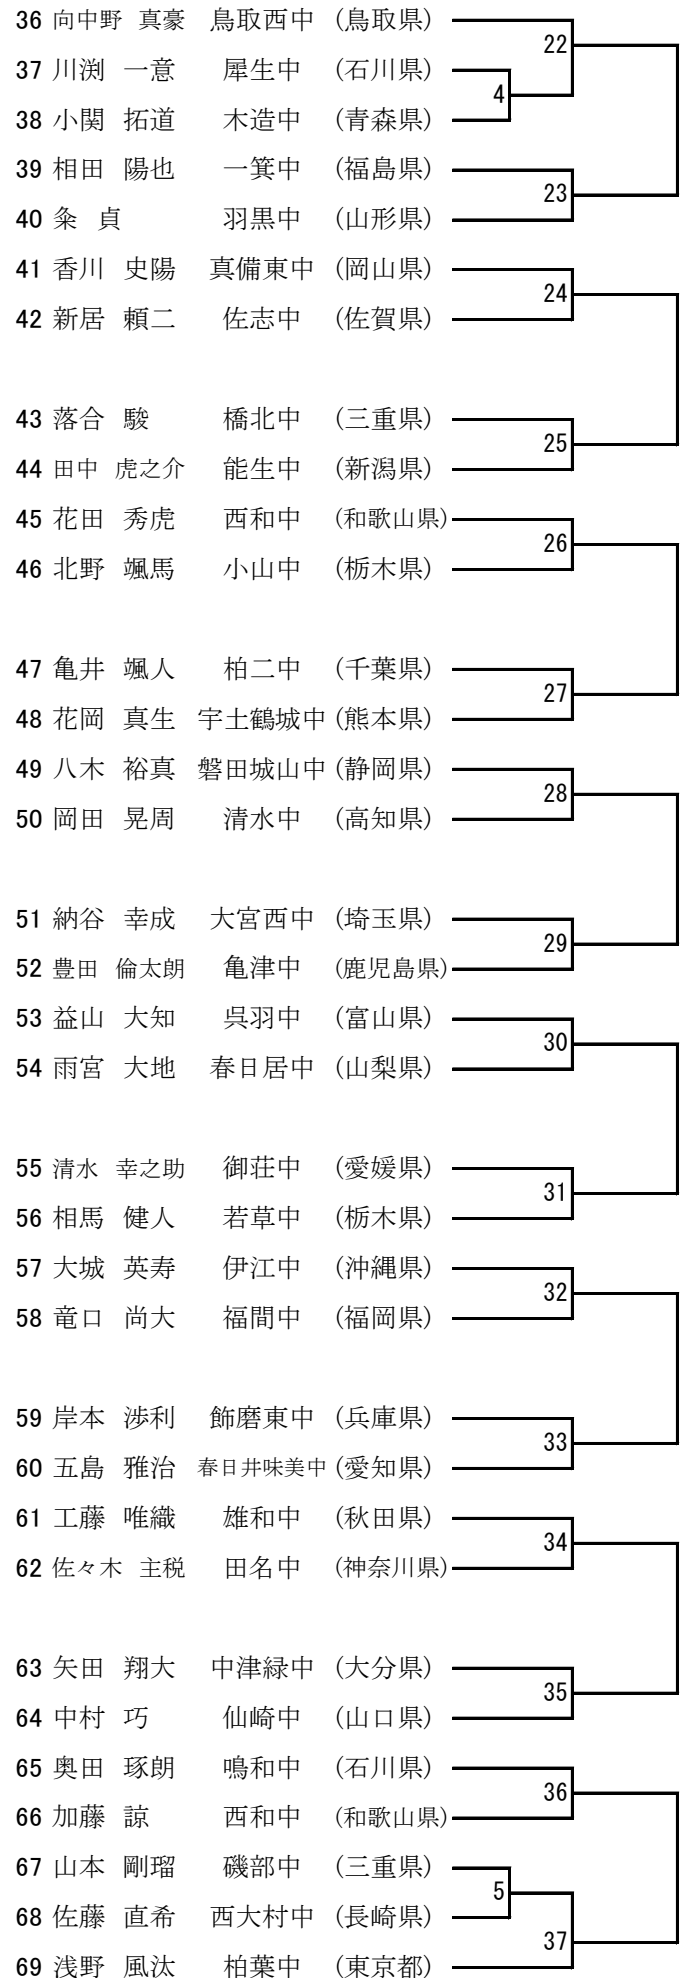 36 向中野 真豪 鳥取西中 (鳥取県)
22
37 川渕 一意 犀生中 (石川県)
4
38 小関 拓道 木造中 (青森県)
39 相田 陽也 一箕中 (福島県)
23
40 粂 貞 羽黒中 (山形県)
41 香川 史陽 真備東中 (岡山県)
24
42 新居 頼二 佐志中 (佐賀県)
43 落合 駿 橋北中 (三重県)
25
44 田中 虎之介 能生中 (新潟県)
45 花田 秀虎 西和中 (和歌山県)
26
46 北野 颯馬 小山中 (栃木県)
47 亀井 颯人 柏二中 (千葉県)
27
48 花岡 真生 宇土鶴城中 (熊本県)
49 八木 裕真 磐田城山中 (静岡県)
28
50 岡田 晃周 清水中 (高知県)
51 納谷 幸成 大宮西中 (埼玉県)
29
52 豊田 倫太朗 亀津中 (鹿児島県)
53 益山 大知 呉羽中 (富山県)
30
54 雨宮 大地 春日居中 (山梨県)
55 清水 幸之助 御荘中 (愛媛県)
31
56 相馬 健人 若草中 (栃木県)
57 大城 英寿 伊江中 (沖縄県)
32
58 竜口 尚大 福間中 (福岡県)
59 岸本 渉利 飾磨東中 (兵庫県)
33
60 五島 雅治 春日井味美中 (愛知県)
61 工藤 唯織 雄和中 (秋田県)
34
62 佐々木 主税 田名中 (神奈川県)
63 矢田 翔大 中津緑中 (大分県)
35
64 中村 巧 仙崎中 (山口県)
65 奥田 琢朗 鳴和中 (石川県)
36
66 加藤 諒 西和中 (和歌山県)
67 山本 剛瑠 磯部中 (三重県)
5
68 佐藤 直希 西大村中 (長崎県)
37
69 浅野 風汰 柏葉中 (東京都)